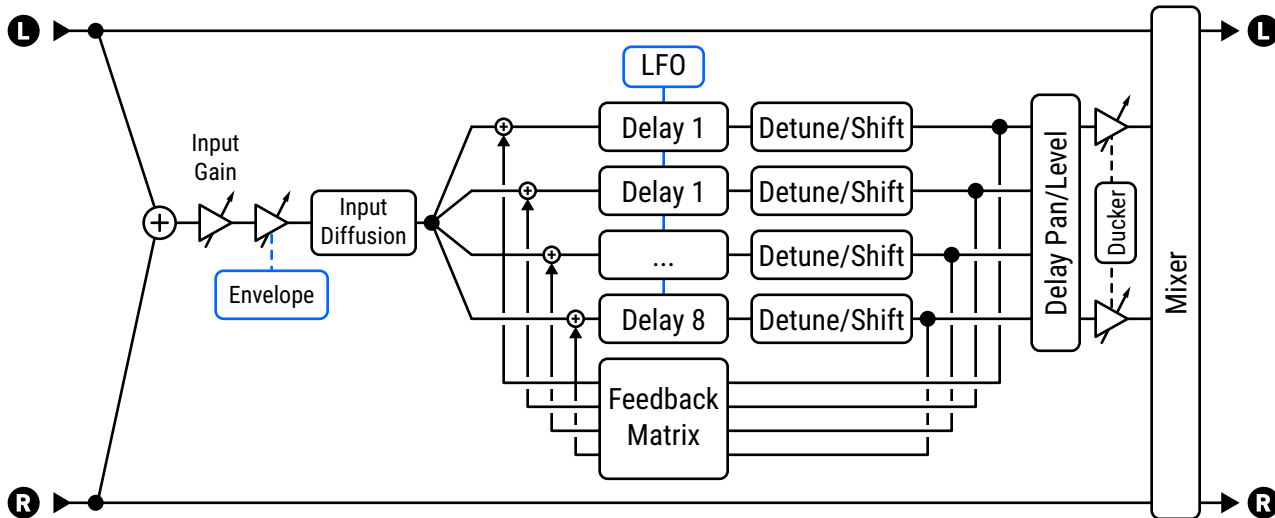 L
L
LFO
Delay 1
Detune/Shift
Input
Gain
Delay 1
Detune/Shift
Input
Diffusion
...
Detune/Shift
Envelope
Delay 8
Detune/Shift
Feedback
Matrix
Delay Pan/Level
Ducker
Mixer
R
R